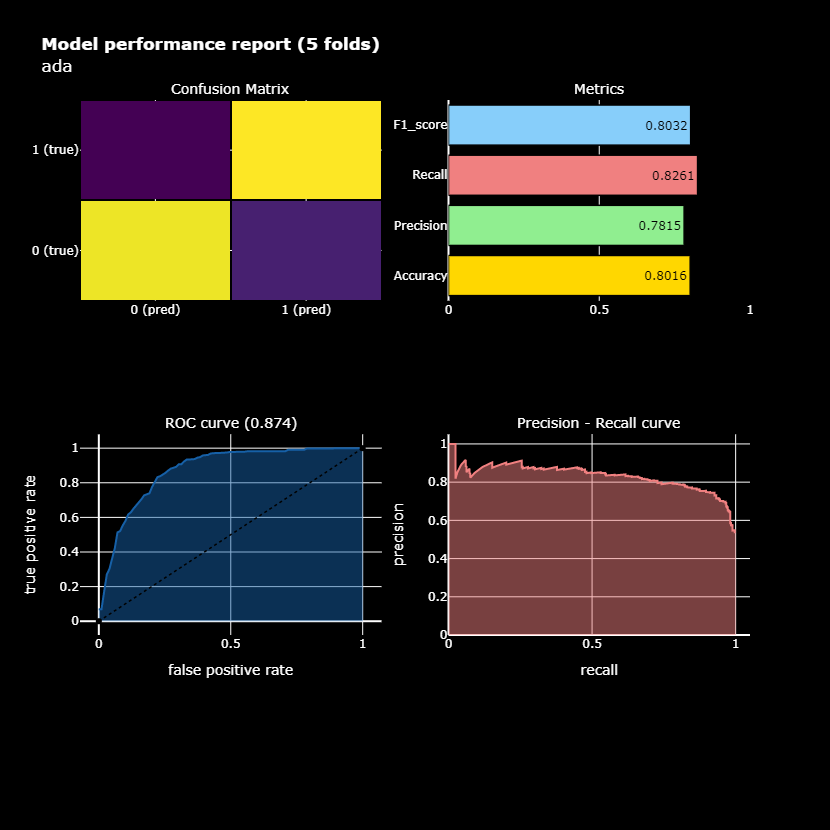 Model performance report (5 folds)
ada
Confusion Matrix
1 (true)
0 (true)
0 (pred) 1 (pred)
Metrics
F1_score 0.8032
Recall 0.8261
Precision 0.7815
Accuracy 0.8016
0 0.5 1
ROC curve (0.874)
true positive rate
1
0.8
0.6
0.4
0.2
0
0 0.5 1
false positive rate
Precision - Recall curve
precision
1
0.8
0.6
0.4
0.2
0
0 0.5 1
recall